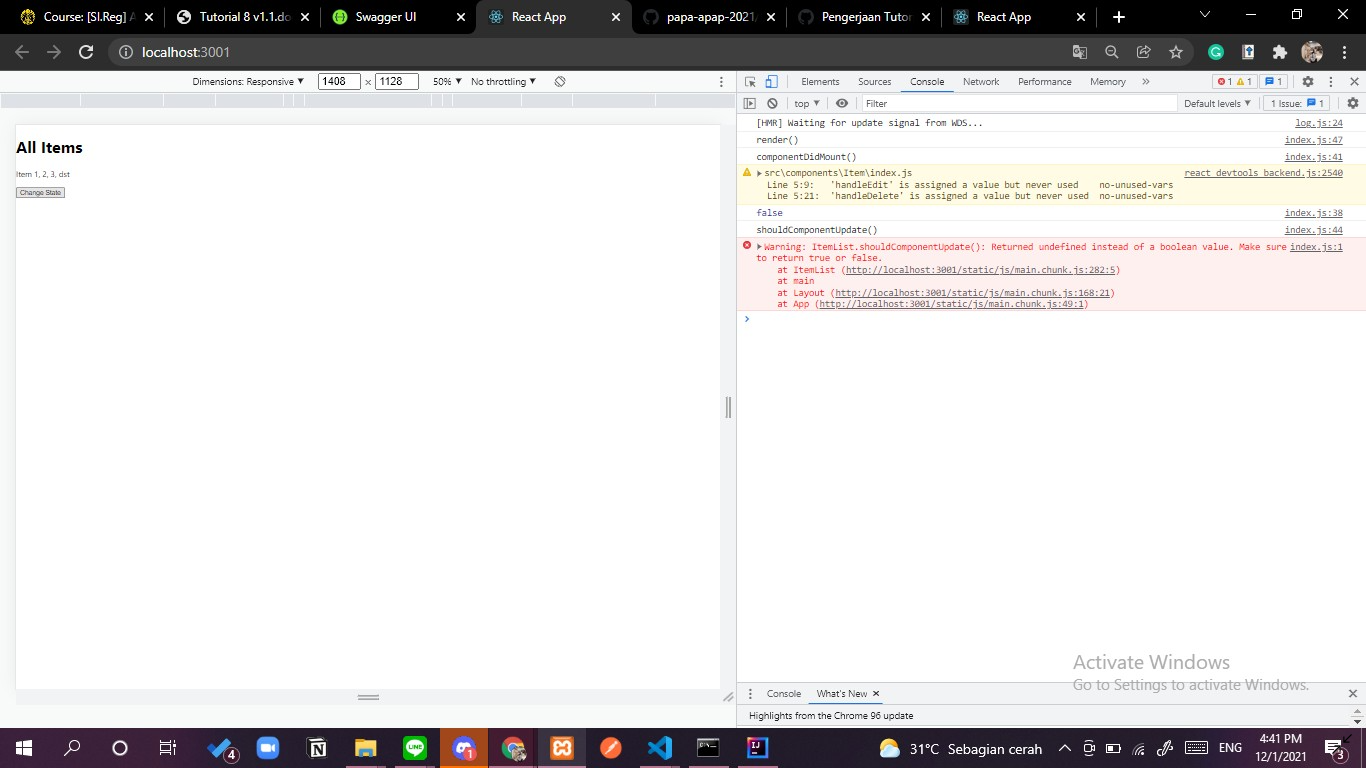 Course: [SI.Reg] A
Tutorial 8 v1.1.do
Swagger UI
React App
papa-apap-2021/
Pengerjaan Tutor
React App
localhost:3001
Dimensions: Responsive ▼ 1408 x 1128 50% ▼ No throttling ▼
Elements Sources Console Network Performance Memory » 1 1 1
top ▼ Filter Default levels ▼ 1 Issue: 1
All Items
Item 1, 2, 3, dst
Change State
[HMR] Waiting for update signal from WDS... log.js:24
render() index.js:47
componentDidMount() index.js:41
src\components\Item\index.js react_devtools_backend.js:2540
Line 5:9: 'handleEdit' is assigned a value but never used no-unused-vars
Line 5:21: 'handleDelete' is assigned a value but never used no-unused-vars
false index.js:38
shouldComponentUpdate() index.js:44
Warning: ItemList.shouldComponentUpdate(): Returned undefined instead of a boolean value. Make sure index.js:1
to return true or false.
at ItemList (http://localhost:3001/static/js/main.chunk.js:282:5)
at main
at Layout (http://localhost:3001/static/js/main.chunk.js:168:21)
at App (http://localhost:3001/static/js/main.chunk.js:49:1)
Activate Windows
Go to Settings to activate Windows.
Console What's New
Highlights from the Chrome 96 update
4
1
31°C Sebagian cerah
ENG
4:41 PM
12/1/2021
3